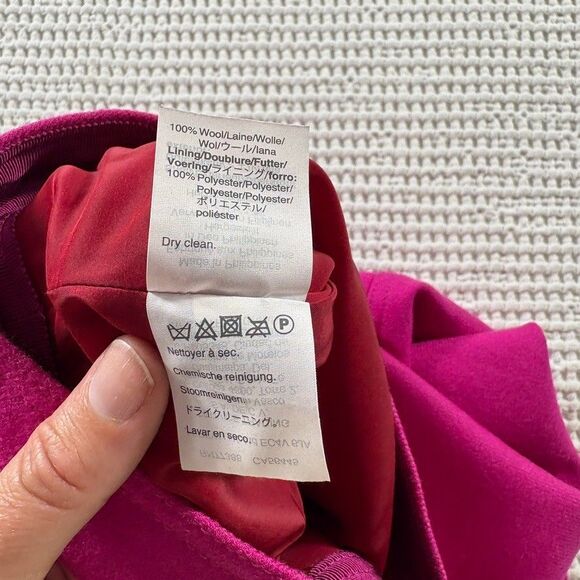 100% Wool/Laine/Wolle/
Wol/ウール/lana
Lining/Doublure/Futter/
Voering/ライニング/forro:
100% Polyester/Polyester/
Polyester/Polyester/
ポリエステル/
poliéster
Dry clean.
P
Nettoyer à sec.
Chemische reinigung.
Stoomreinigen.
ドライクリーニング
Lavar en seco.
RN77388 CA56449